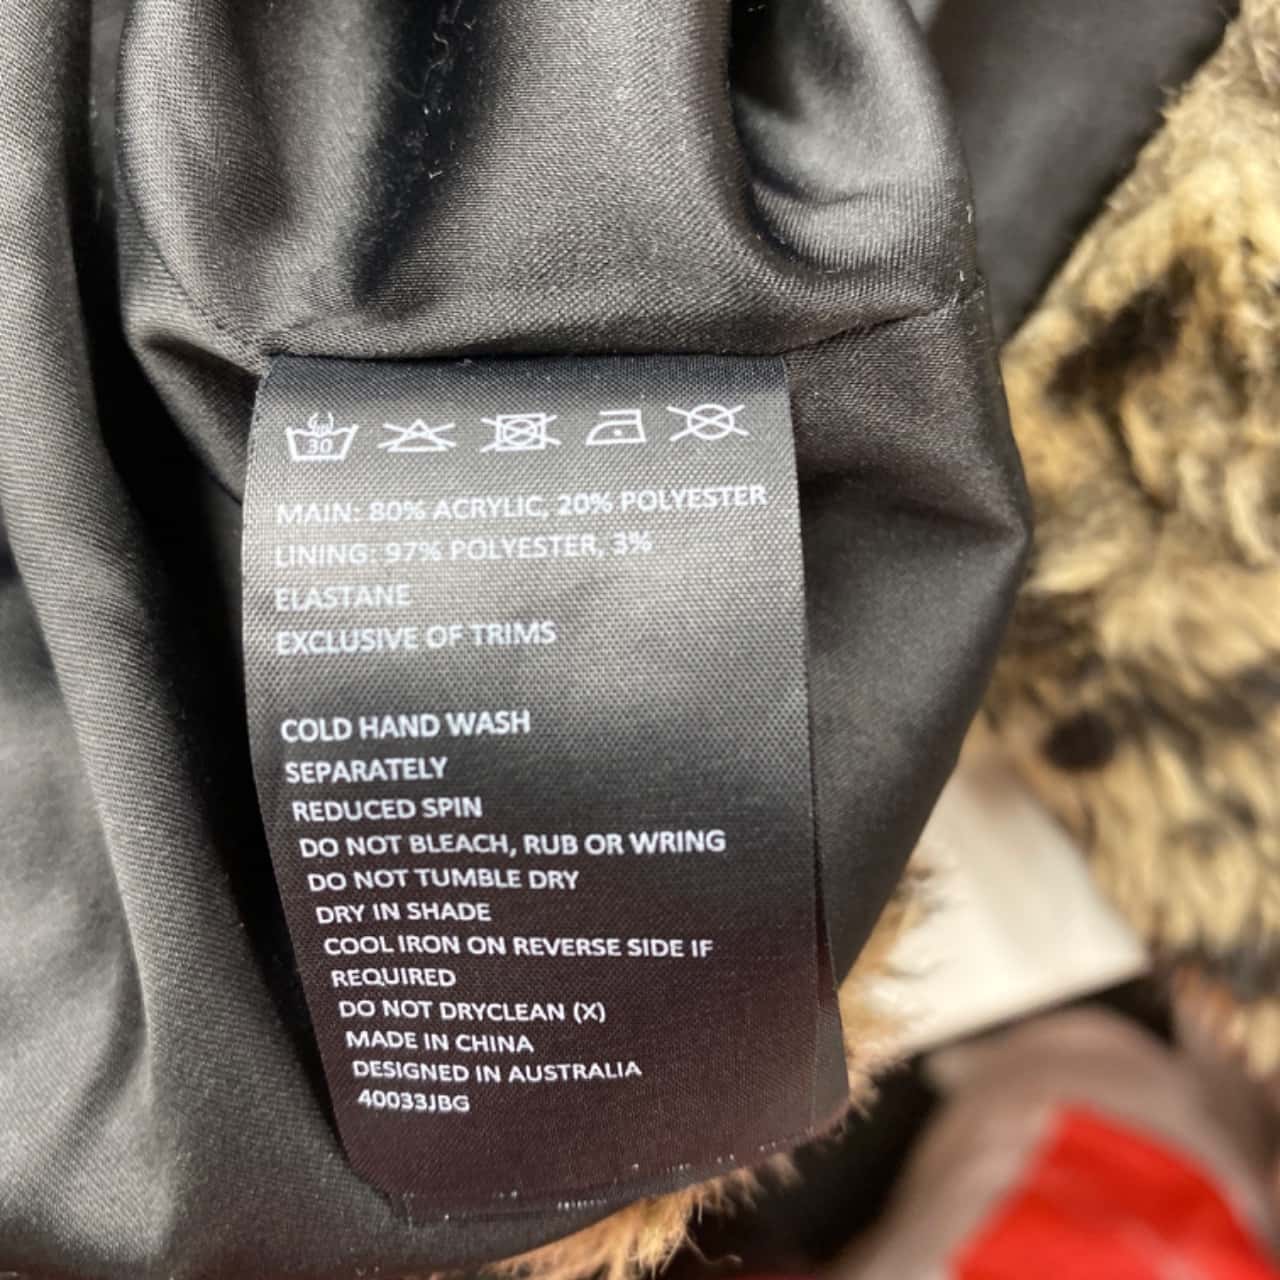 30
MAIN: 80% ACRYLIC, 20% POLYESTER
LINING: 97% POLYESTER, 3%
ELASTANE
EXCLUSIVE OF TRIMS
COLD HAND WASH
SEPARATELY
REDUCED SPIN
DO NOT BLEACH, RUB OR WRING
DO NOT TUMBLE DRY
DRY IN SHADE
COOL IRON ON REVERSE SIDE IF
REQUIRED
DO NOT DRYCLEAN (X)
MADE IN CHINA
DESIGNED IN AUSTRALIA
40033JBG